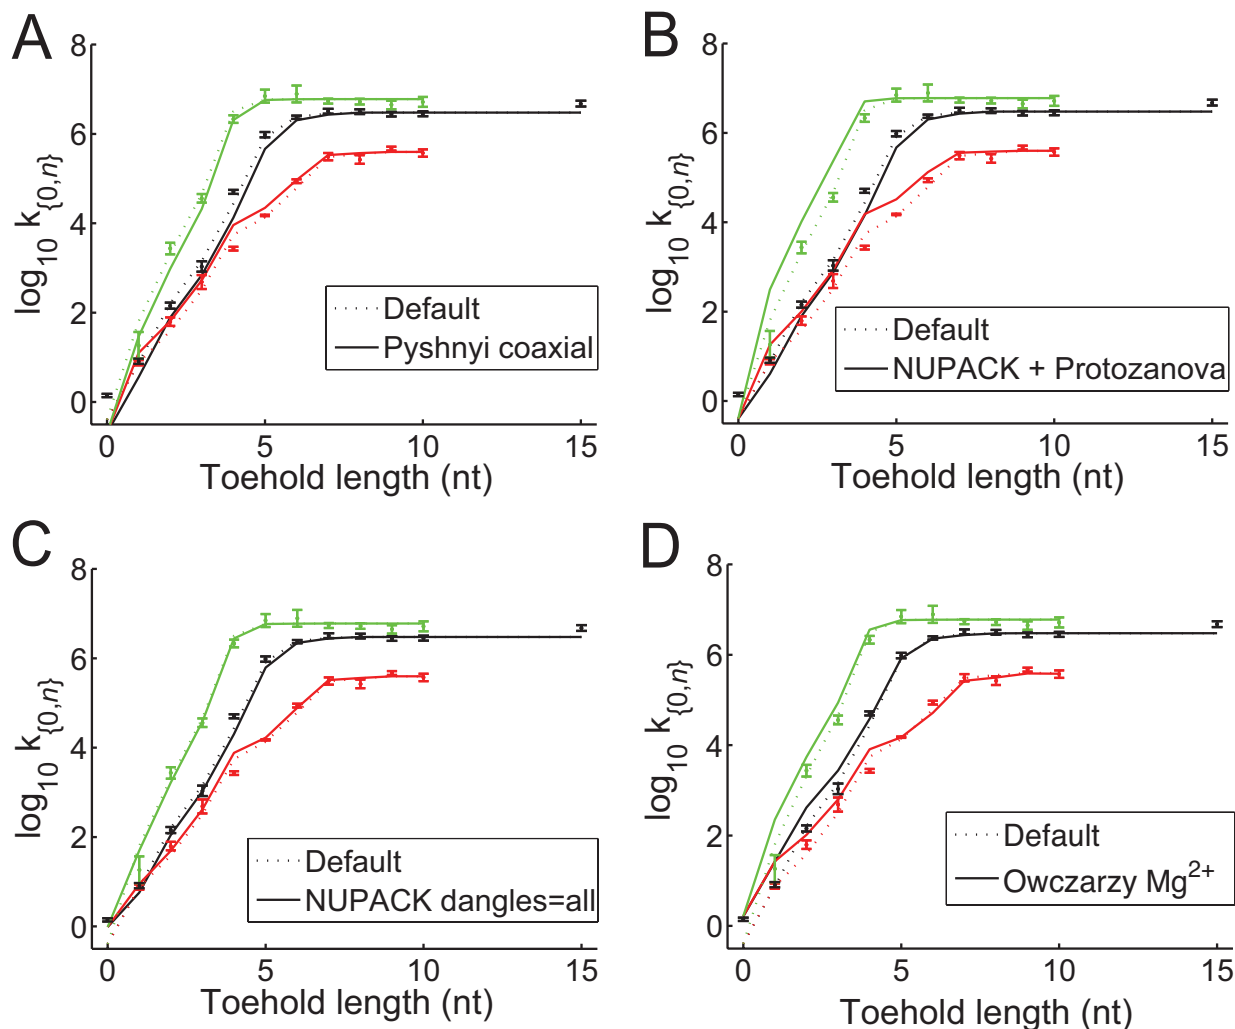 A
8
6
4
2
0
log10 k{0,n}
Default
Pyshnyi coaxial
0 5 10 15
Toehold length (nt)
B
8
6
4
2
0
log10 k{0,n}
Default
NUPACK + Protozanova
0 5 10 15
Toehold length (nt)
C
8
6
4
2
0
log10 k{0,n}
Default
NUPACK dangles=all
0 5 10 15
Toehold length (nt)
D
8
6
4
2
0
log10 k{0,n}
Default
Owczarzy Mg2+
0 5 10 15
Toehold length (nt)